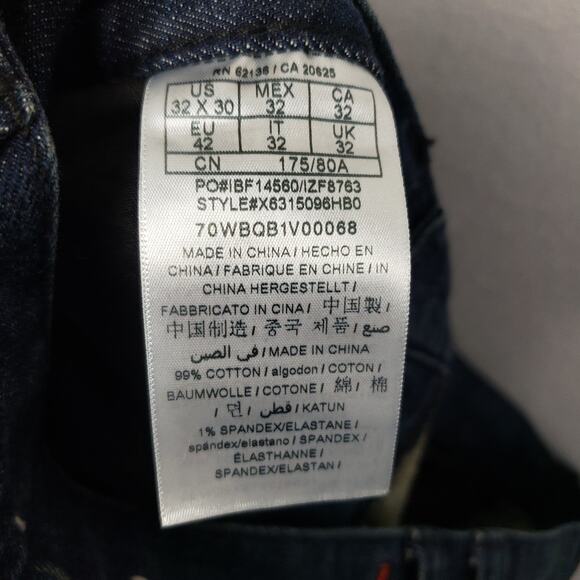 RN 62136 / CA 20625
US MEX CA
32 X 30 32 32
EU IT UK
42 32 32
CN 175/80A
PO#IBF14560/IZF8763
STYLE#X6315096HB0
70WBQB1V00068
MADE IN CHINA / HECHO EN
CHINA / FABRIQUE EN CHINE / IN
CHINA HERGESTELLT /
FABBRICATO IN CINA / 中国製 /
中国制造 / 중국 제품 / صنع
في الصين / MADE IN CHINA
99% COTTON / algodon / COTON /
BAUMWOLLE / COTONE / 綿 / 棉
/ 면 / قطن / KATUN
1% SPANDEX/ELASTANE /
spándex/elastano / SPANDEX /
ÉLASTHANNE /
SPANDEX/ELASTAN /